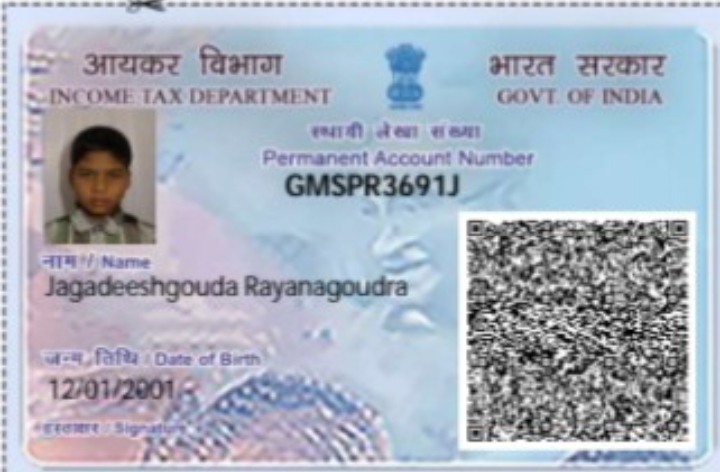 आयकर विभाग
INCOME TAX DEPARTMENT
भारत सरकार
GOVT. OF INDIA
स्थायी लेखा संख्या
Permanent Account Number
GMSPR3691J
नाम / Name
Jagadeeshgouda Rayanagoudra
जन्म तिथि / Date of Birth
12/01/2001
हस्ताक्षर / Signature